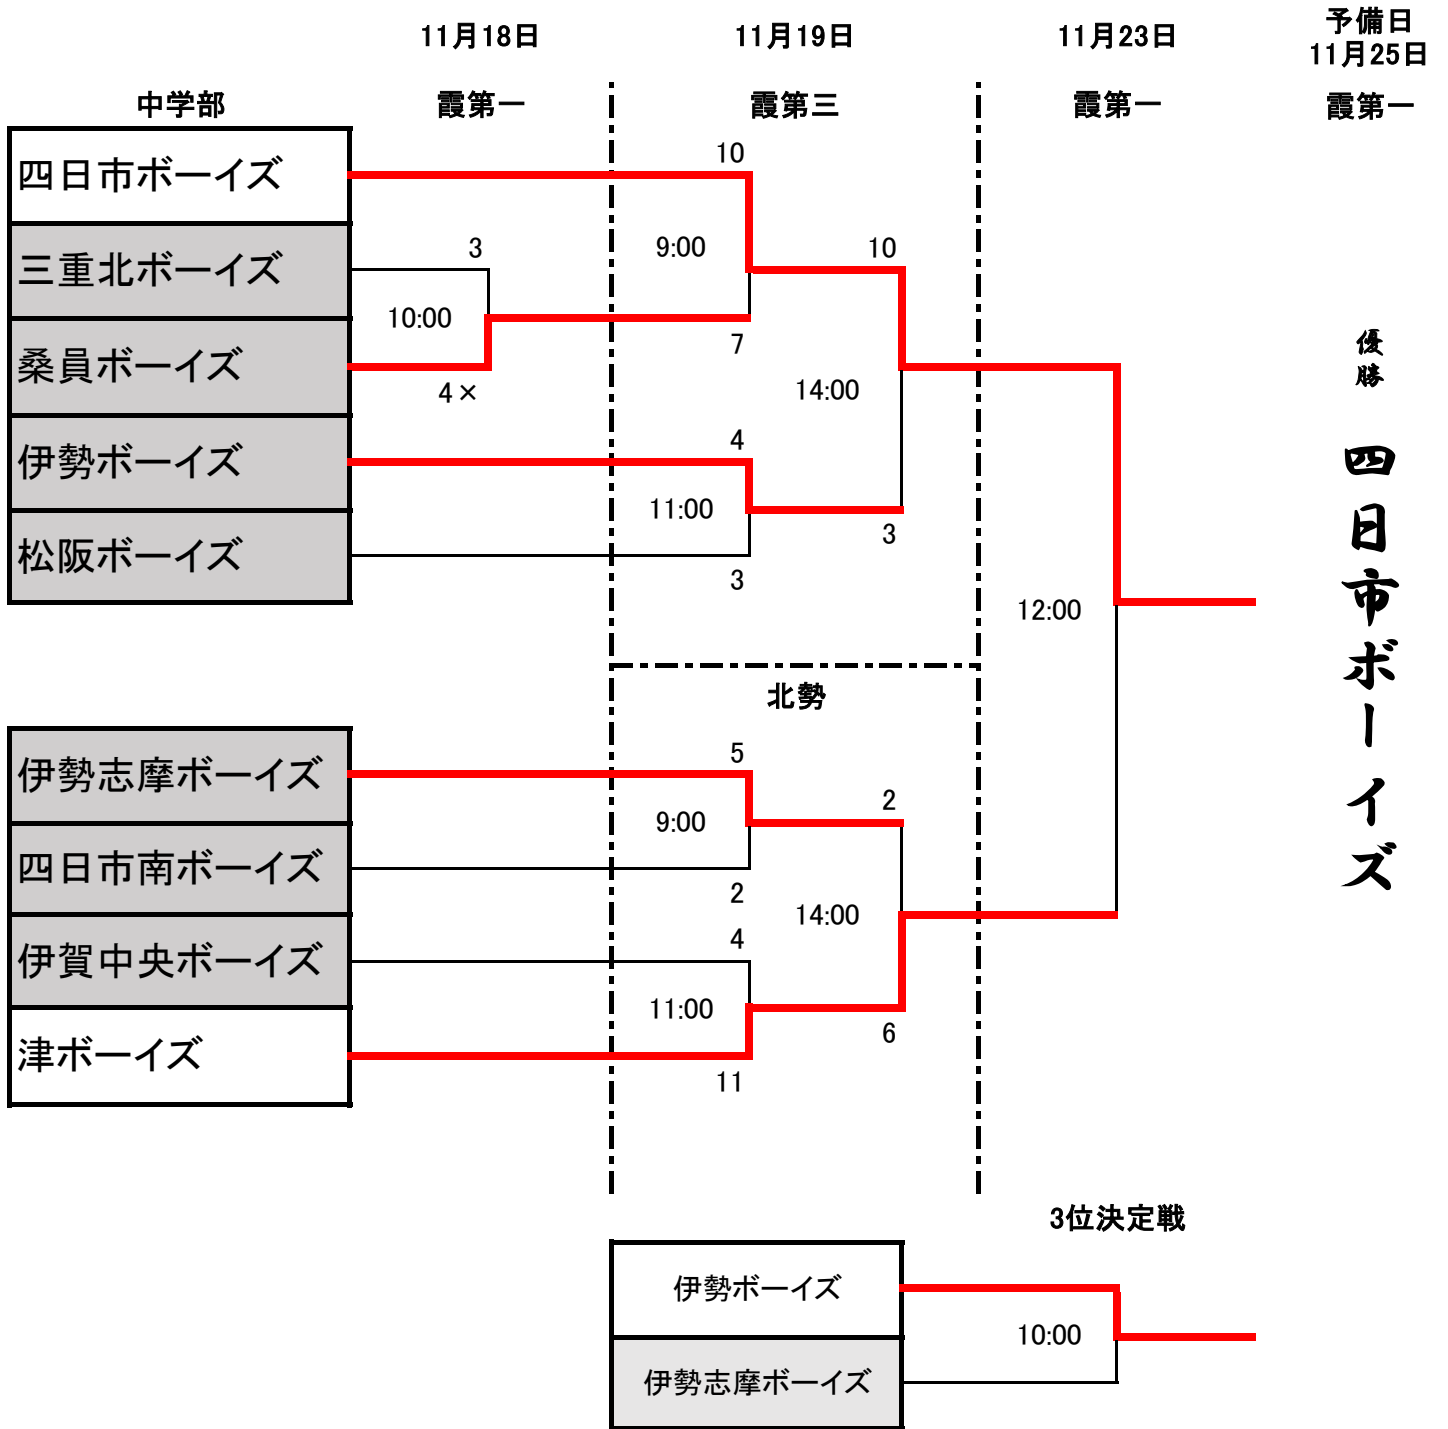 11月18日
11月19日
11月23日
予備日
11月25日
中学部
霞第一
霞第三
霞第一
霞第一
四日市ボーイズ
三重北ボーイズ
桑員ボーイズ
伊勢ボーイズ
松阪ボーイズ
10
3
9:00
10
10:00
7
4×
14:00
4
11:00
3
3
12:00
優勝
四日市ボーイズ
北勢
伊勢志摩ボーイズ
四日市南ボーイズ
伊賀中央ボーイズ
津ボーイズ
5
2
9:00
2
14:00
4
11:00
6
11
3位決定戦
伊勢ボーイズ
10:00
伊勢志摩ボーイズ